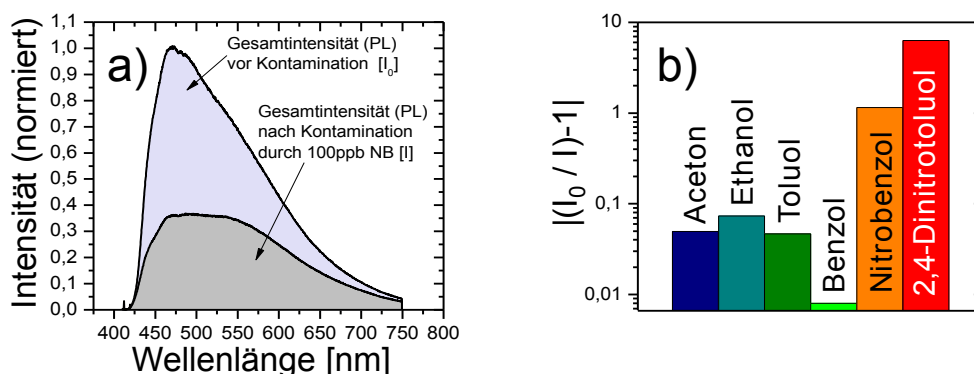 a)
Gesamtintensität (PL)
vor Kontamination [I₀]
Gesamtintensität (PL)
nach Kontamination
durch 100ppb NB [I]
Intensität (normiert)
1,1
1,0
0,9
0,8
0,7
0,6
0,5
0,4
0,3
0,2
0,1
0,0
400 450 500 550 600 650 700 750 800
Wellenlänge [nm]
b)
|(I₀ / I)-1|
10
1
0,1
0,01
Aceton
Ethanol
Toluol
Benzol
Nitrobenzol
2,4-Dinitrotoluol